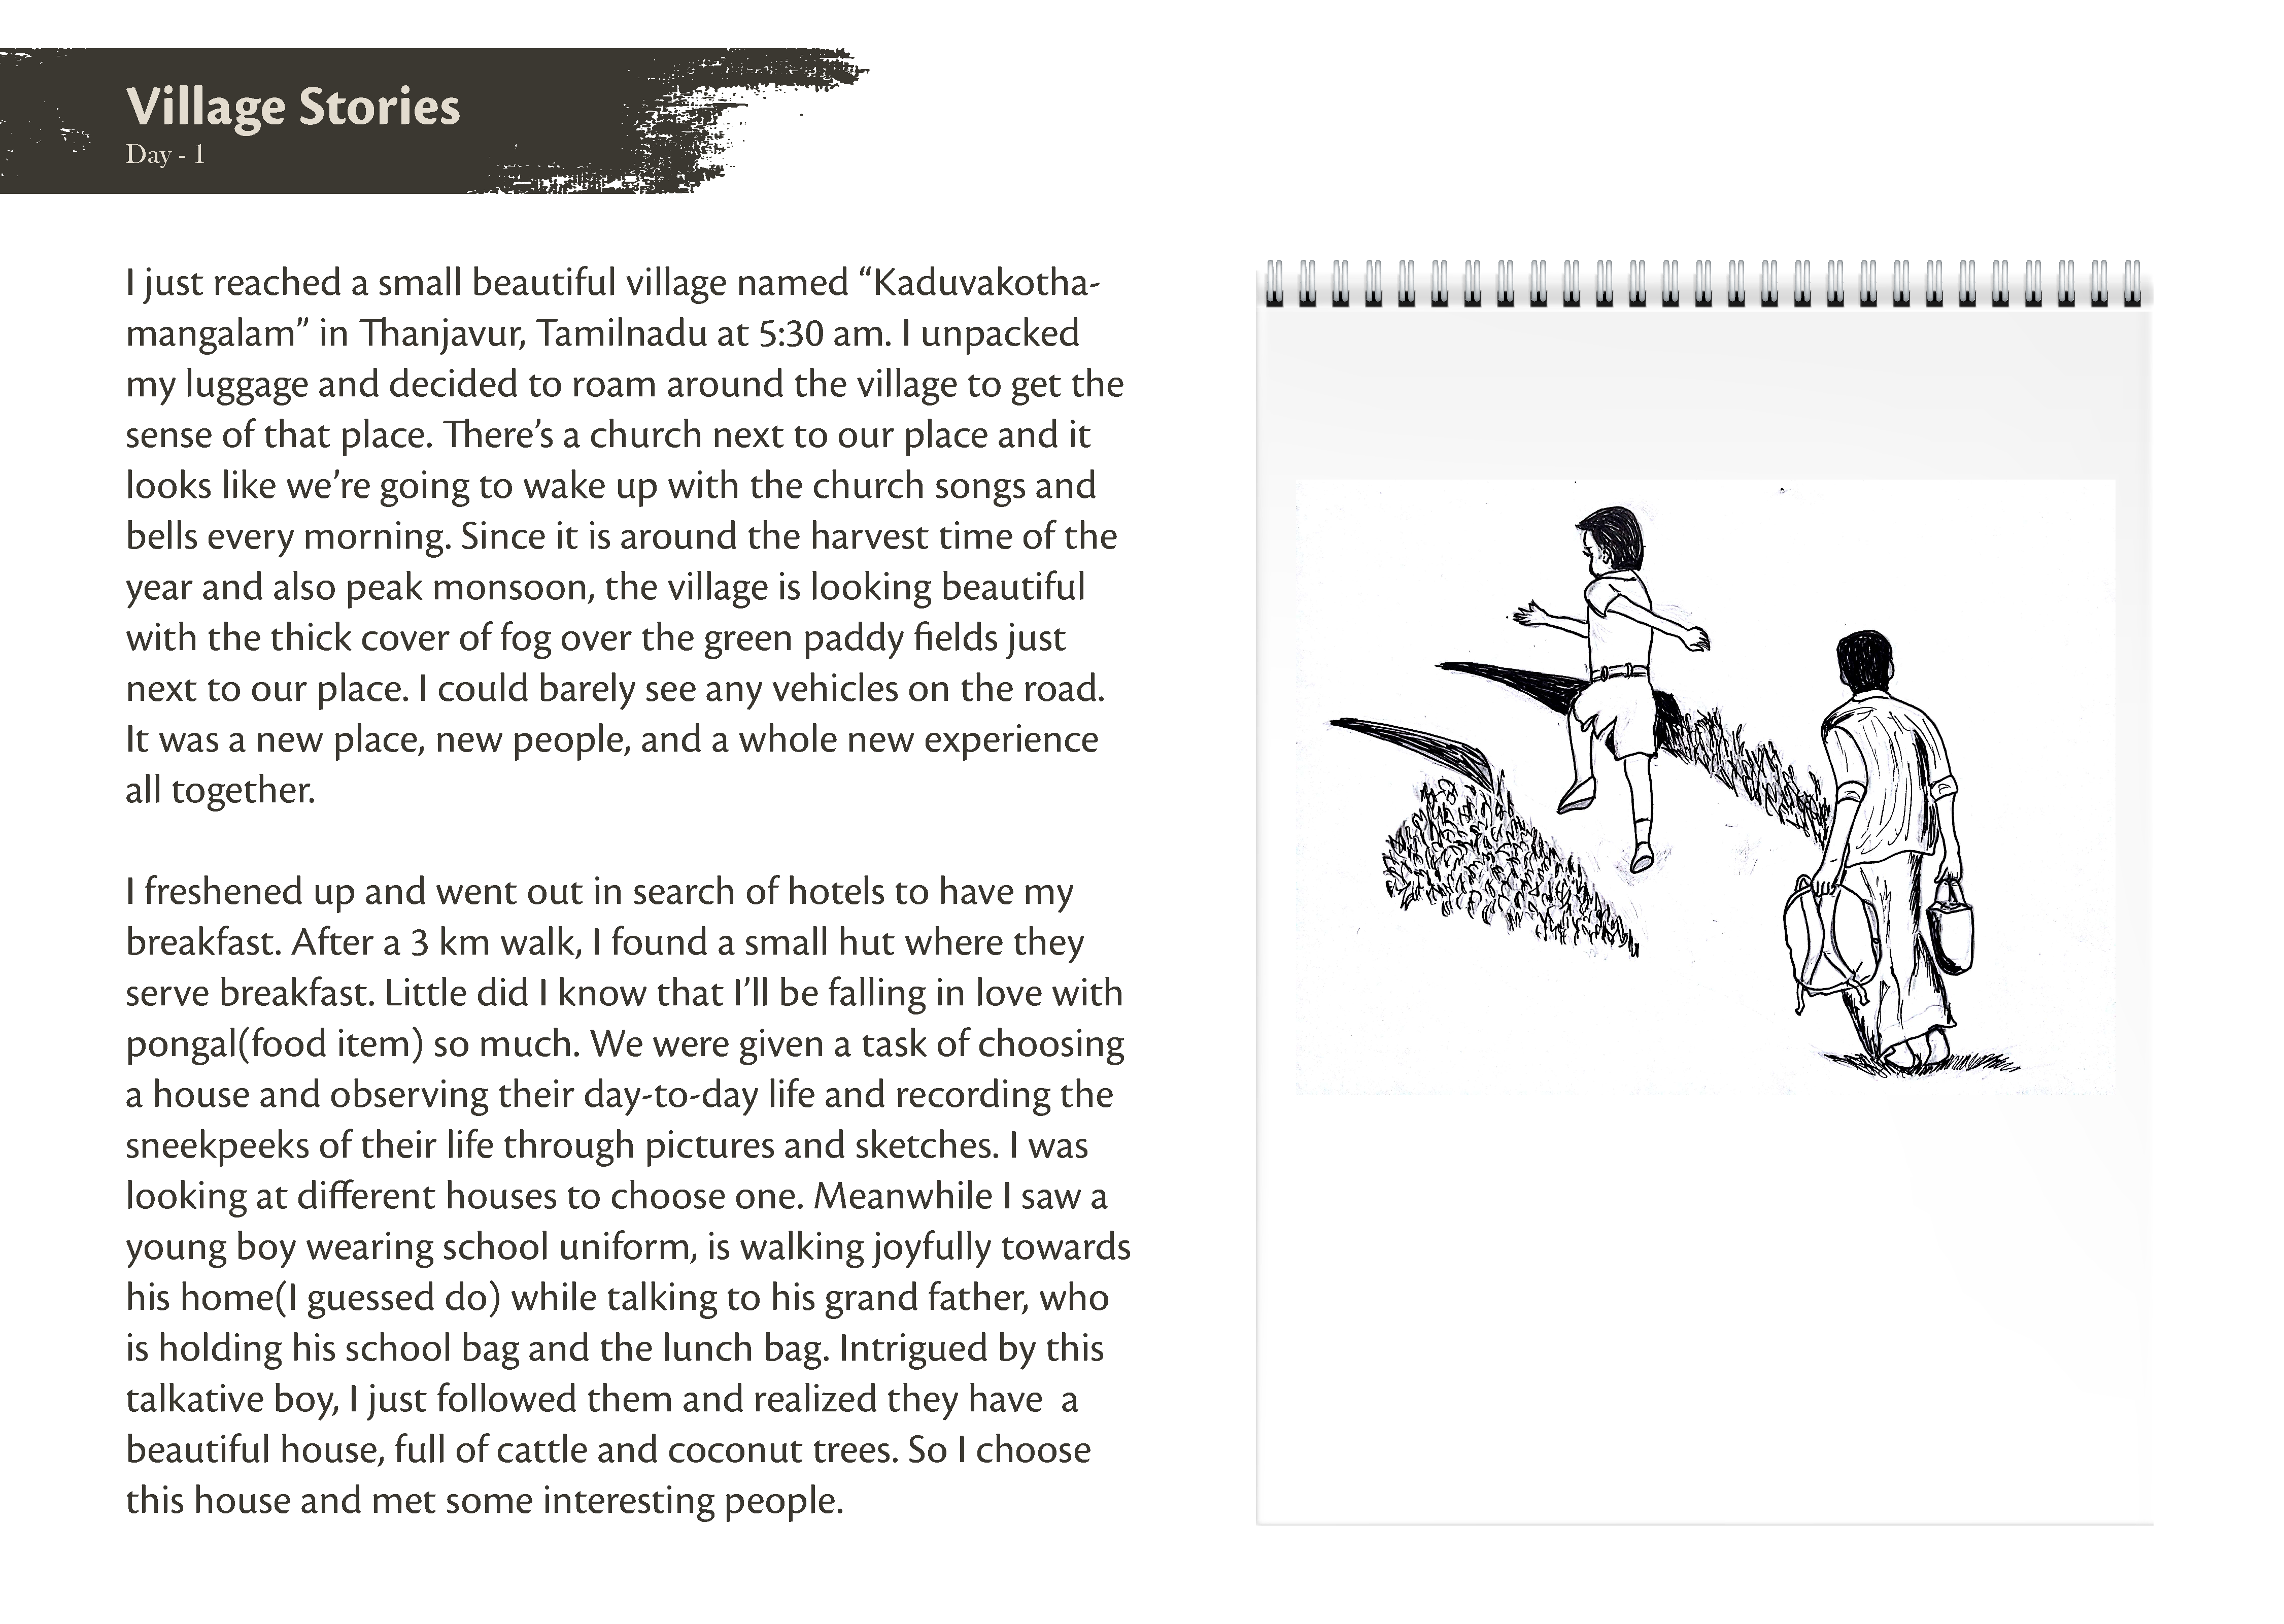 Village Stories
Day - 1
I just reached a small beautiful village named “Kaduvakotha-
mangalam” in Thanjavur, Tamilnadu at 5:30 am. I unpacked
my luggage and decided to roam around the village to get the
sense of that place. There’s a church next to our place and it
looks like we’re going to wake up with the church songs and
bells every morning. Since it is around the harvest time of the
year and also peak monsoon, the village is looking beautiful
with the thick cover of fog over the green paddy fields just
next to our place. I could barely see any vehicles on the road.
It was a new place, new people, and a whole new experience
all together.
I freshened up and went out in search of hotels to have my
breakfast. After a 3 km walk, I found a small hut where they
serve breakfast. Little did I know that I’ll be falling in love with
pongal(food item) so much. We were given a task of choosing
a house and observing their day-to-day life and recording the
sneekpeeks of their life through pictures and sketches. I was
looking at different houses to choose one. Meanwhile I saw a
young boy wearing school uniform, is walking joyfully towards
his home(I guessed do) while talking to his grand father, who
is holding his school bag and the lunch bag. Intrigued by this
talkative boy, I just followed them and realized they have  a
beautiful house, full of cattle and coconut trees. So I choose
this house and met some interesting people.